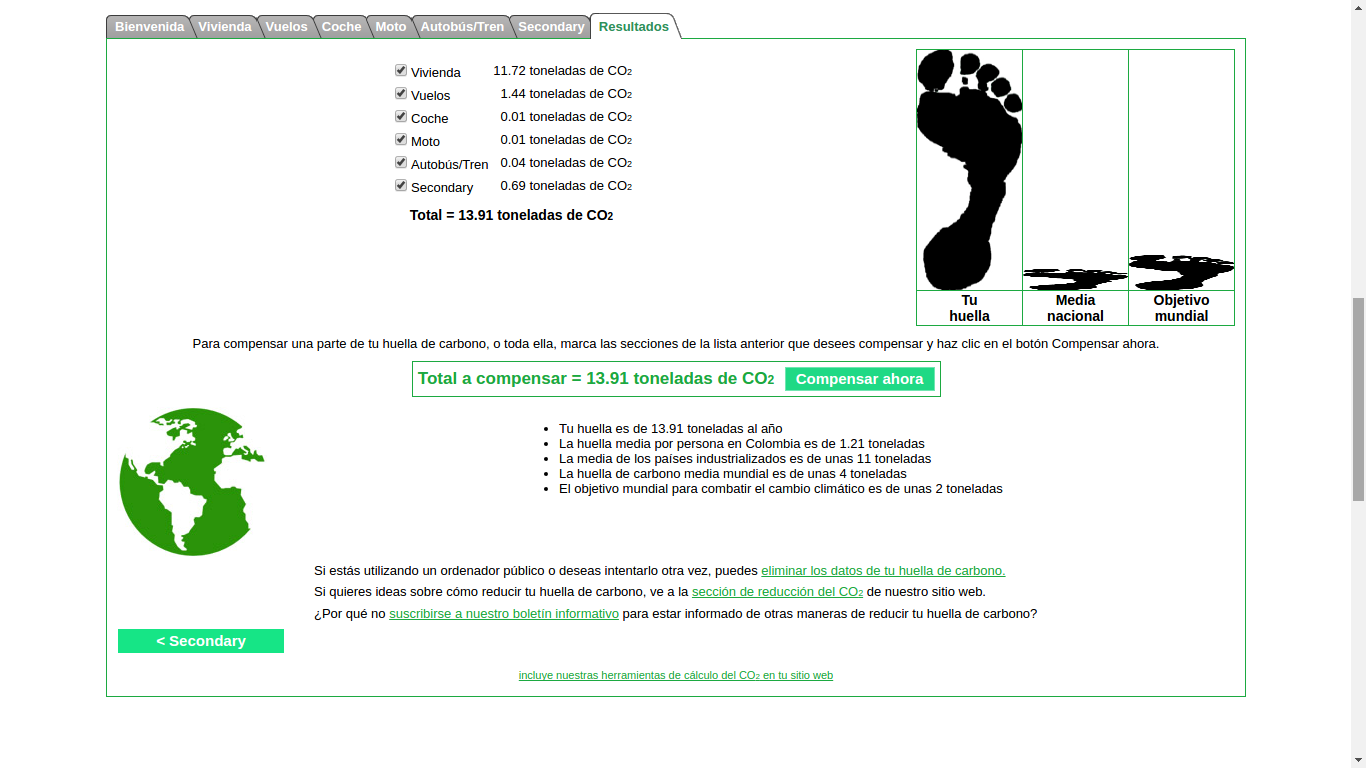 Bienvenida Vivienda Vuelos Coche Moto Autobús/Tren Secondary Resultados
Vivienda 11.72 toneladas de CO2
Vuelos 1.44 toneladas de CO2
Coche 0.01 toneladas de CO2
Moto 0.01 toneladas de CO2
Autobús/Tren 0.04 toneladas de CO2
Secondary 0.69 toneladas de CO2
Total = 13.91 toneladas de CO2
Tu huella
Media nacional
Objetivo mundial
Para compensar una parte de tu huella de carbono, o toda ella, marca las secciones de la lista anterior que desees compensar y haz clic en el botón Compensar ahora.
Total a compensar = 13.91 toneladas de CO2 Compensar ahora
• Tu huella es de 13.91 toneladas al año
• La huella media por persona en Colombia es de 1.21 toneladas
• La media de los países industrializados es de unas 11 toneladas
• La huella de carbono media mundial es de unas 4 toneladas
• El objetivo mundial para combatir el cambio climático es de unas 2 toneladas
Si estás utilizando un ordenador público o deseas intentarlo otra vez, puedes eliminar los datos de tu huella de carbono.
Si quieres ideas sobre cómo reducir tu huella de carbono, ve a la sección de reducción del CO2 de nuestro sitio web.
¿Por qué no suscribirse a nuestro boletín informativo para estar informado de otras maneras de reducir tu huella de carbono?
< Secondary
incluye nuestras herramientas de cálculo del CO2 en tu sitio web